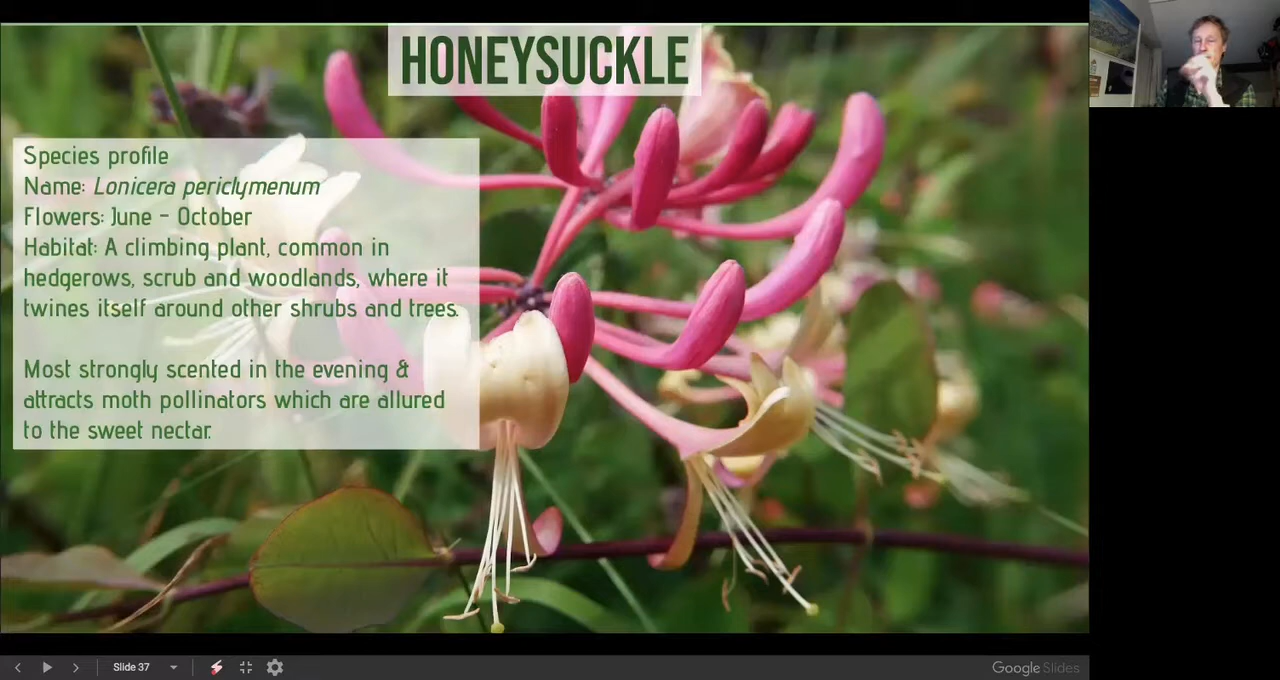 HONEYSUCKLE
Species profile
Name: Lonicera periclymenum
Flowers: June - October
Habitat: A climbing plant, common in
hedgerows, scrub and woodlands, where it
twines itself around other shrubs and trees.
Most strongly scented in the evening &
attracts moth pollinators which are allured
to the sweet nectar.
Slide 37
Google Slides